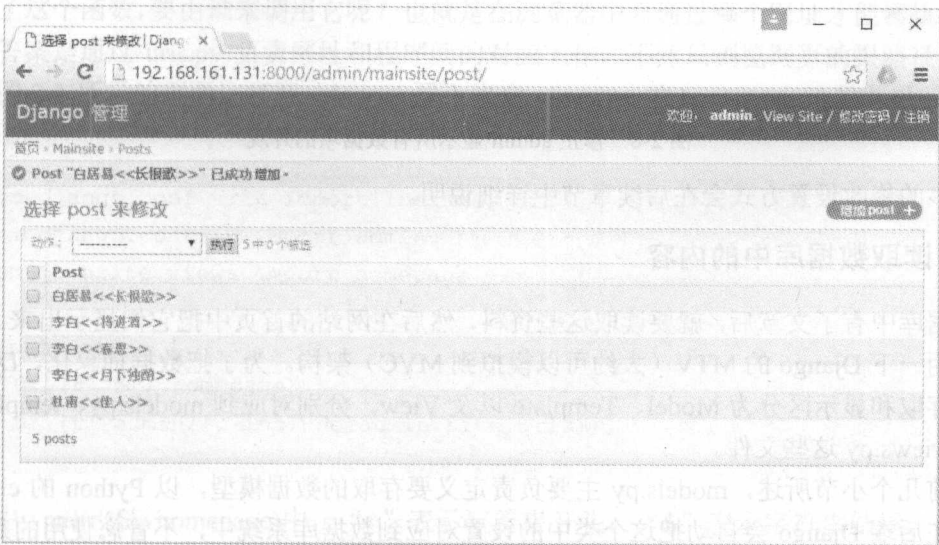 选择 post 来修改 | Djang
192.168.161.131:8000/admin/mainsite/post/
Django 管理
欢迎，admin. View Site / 修改密码 / 注销
首页 › Mainsite › Posts
Post "白居易<<长恨歌>>" 已成功增加。
选择 post 来修改
增加 post +
动作： --------- 执行 5 中 0 个被选
Post
白居易<<长恨歌>>
李白<<将进酒>>
李白<<春思>>
李白<<月下独酌>>
杜甫<<佳人>>
5 posts